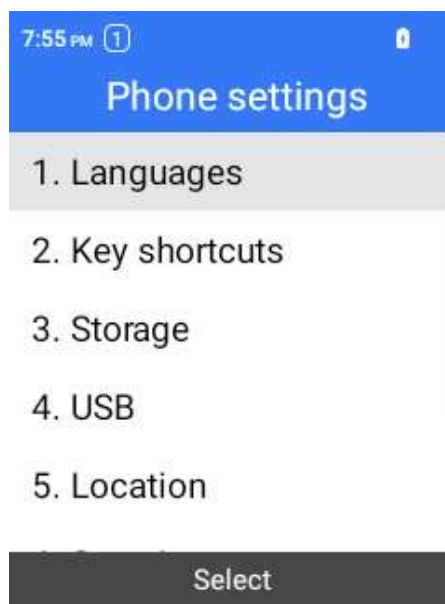 7:55 PM 1
Phone settings
1. Languages
2. Key shortcuts
3. Storage
4. USB
5. Location
Select